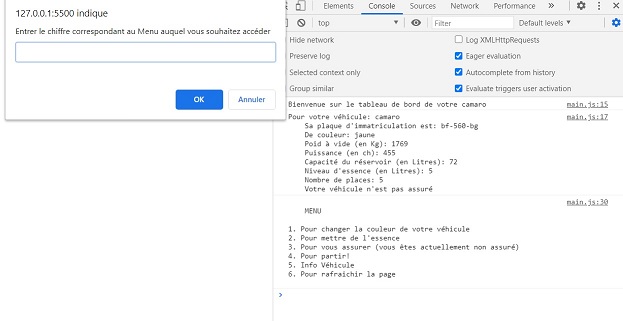 127.0.0.1:5500 indique
Entrer le chiffre correspondant au Menu auquel vous souhaitez accéder
OK
Annuler
Elements Console Sources Network Performance »
top
Filter
Default levels
Hide network
Log XMLHttpRequests
Preserve log
Eager evaluation
Selected context only
Autocomplete from history
Group similar
Evaluate triggers user activation
Bienvenue sur le tableau de bord de votre camaro main.js:15
Pour votre véhicule: camaro main.js:17
Sa plaque d'immatriculation est: bf-560-bg
De couleur: jaune
Poid à vide (en Kg): 1769
Puissance (en ch): 455
Capacité du réservoir (en Litres): 72
Niveau d'essence (en Litres): 5
Nombre de places: 5
Votre véhicule n'est pas assuré
main.js:30
MENU
1. Pour changer la couleur de votre véhicule
2. Pour mettre de l'essence
3. Pour vous assurer (vous êtes actuellement non assuré)
4. Pour partir!
5. Info Véhicule
6. Pour rafraichir la page
>